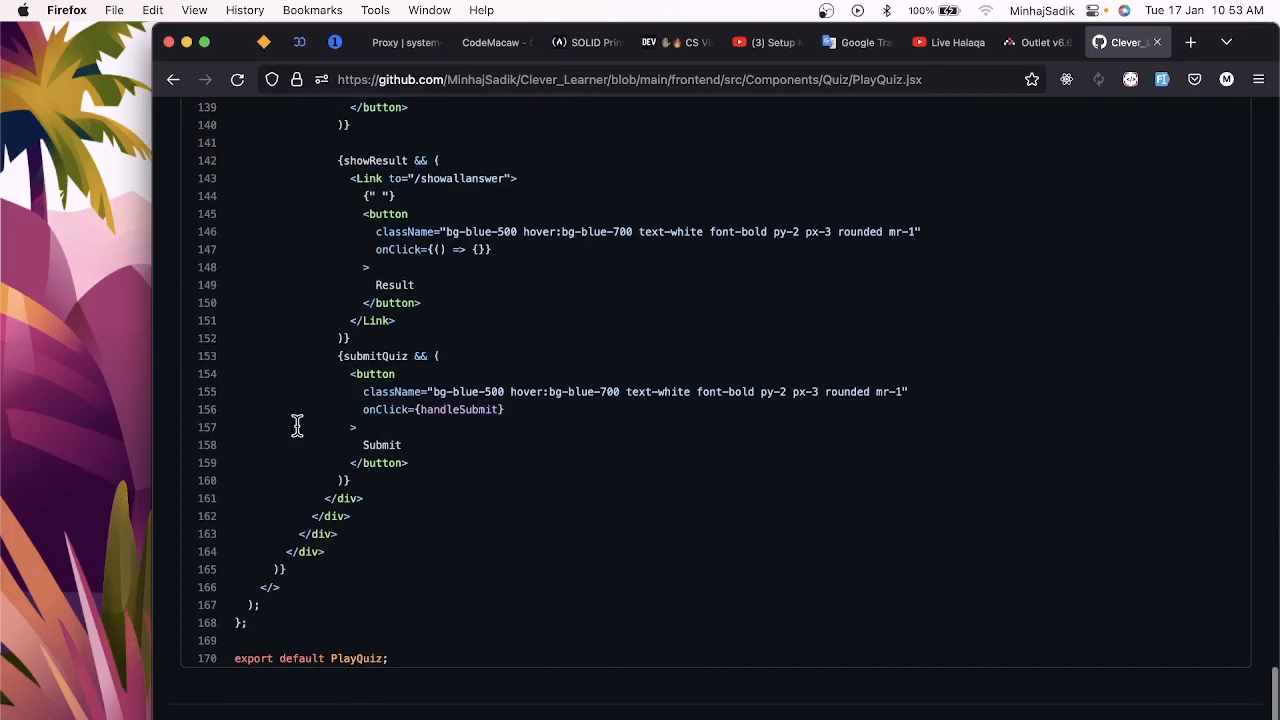 Firefox File Edit View History Bookmarks Tools Window Help 100% MinhajSadik Tue 17 Jan 10:53 AM
1 Proxy | system- CodeMacaw - (A) SOLID Prin DEV CS Vi (3) Setup M Google Tra Live Halaqa Outlet v6.6 Clever_L
https://github.com/MinhajSadik/Clever_Learner/blob/main/frontend/src/Components/Quiz/PlayQuiz.jsx M
139 </button>
140 )}
141
142 {showResult && (
143 <Link to="/showallanswer">
144 {" "}
145 <button
146 className="bg-blue-500 hover:bg-blue-700 text-white font-bold py-2 px-3 rounded mr-1"
147 onClick={() => {}}
148 >
149 Result
150 </button>
151 </Link>
152 )}
153 {submitQuiz && (
154 <button
155 className="bg-blue-500 hover:bg-blue-700 text-white font-bold py-2 px-3 rounded mr-1"
156 onClick={handleSubmit}
157 >
158 Submit
159 </button>
160 )}
161 </div>
162 </div>
163 </div>
164 </div>
165 )}
166 </>
167 );
168 };
169
170 export default PlayQuiz;